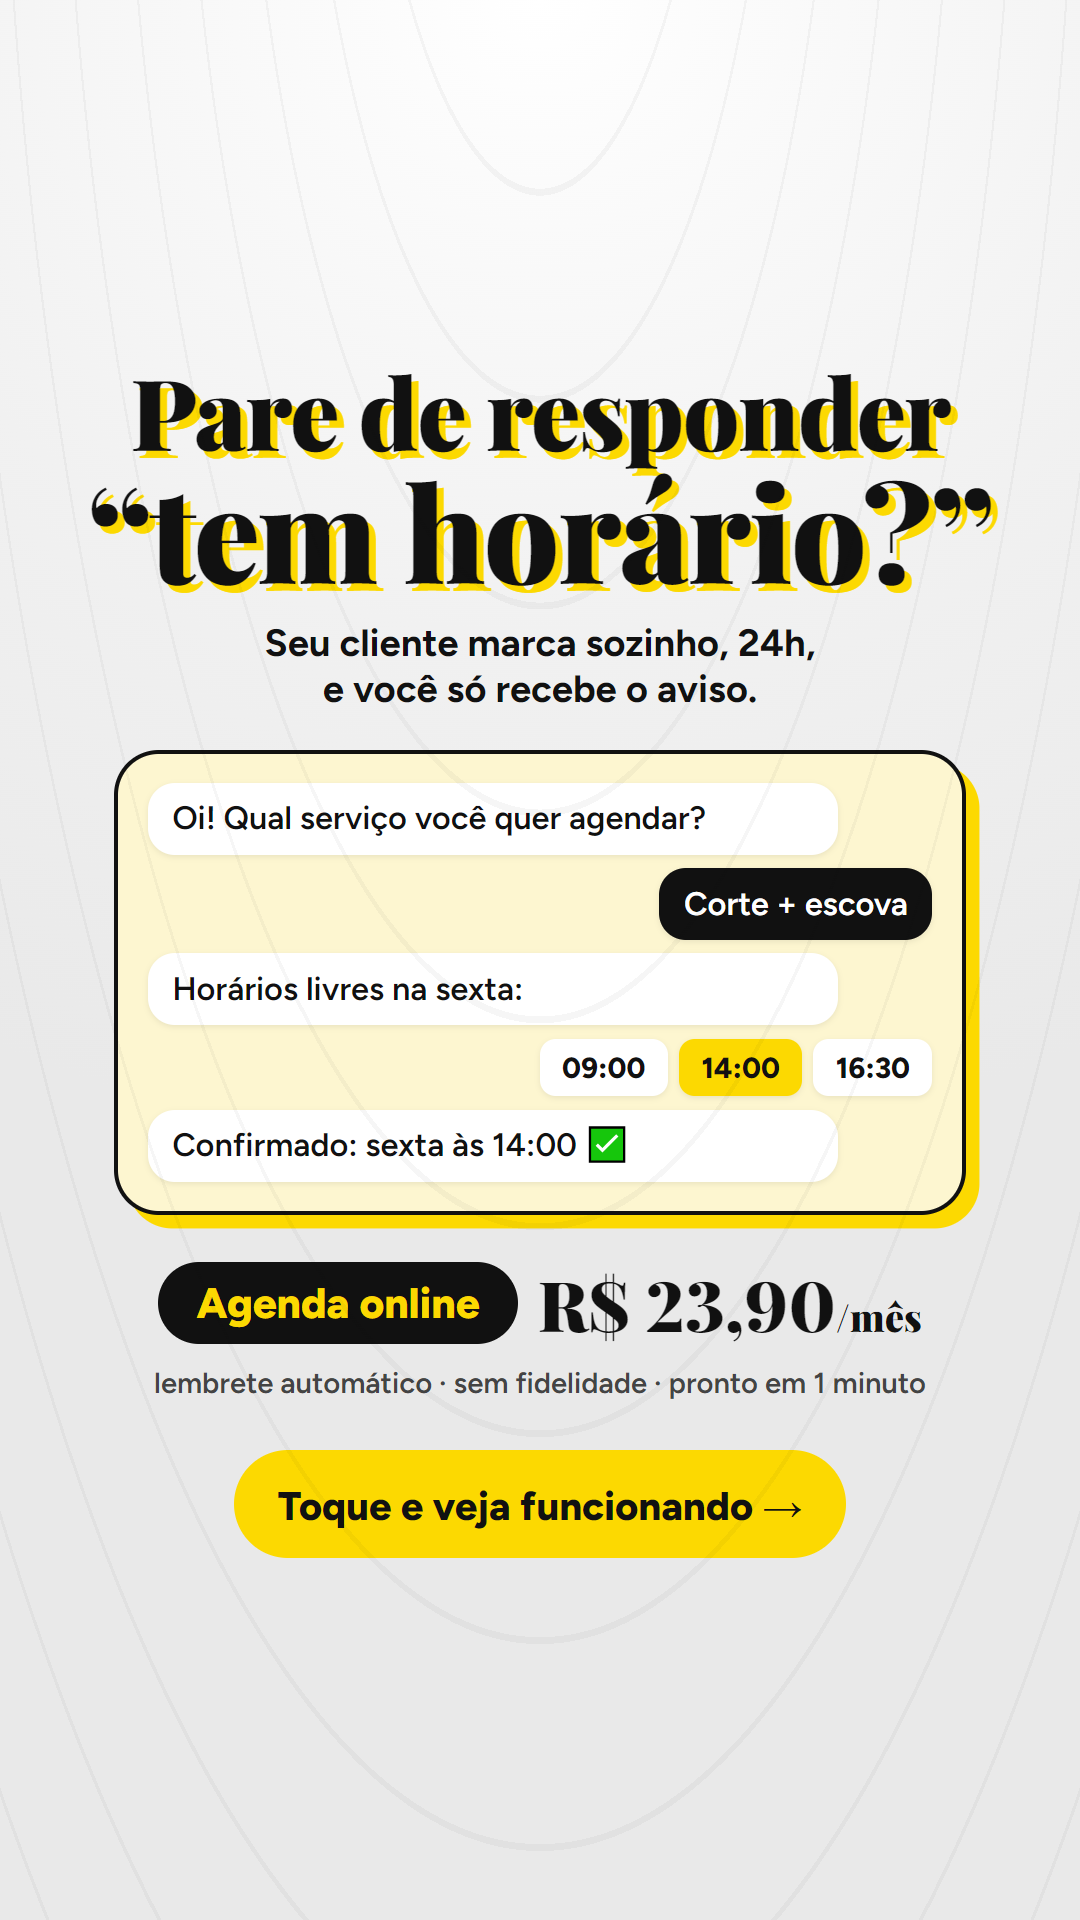 Pare de responder
“tem horário?”
Seu cliente marca sozinho, 24h,
e você só recebe o aviso.
Oi! Qual serviço você quer agendar?
Corte + escova
Horários livres na sexta:
09:00 14:00 16:30
Confirmado: sexta às 14:00 ✅
Agenda online R$ 23,90/mês
lembrete automático · sem fidelidade · pronto em 1 minuto
Toque e veja funcionando →